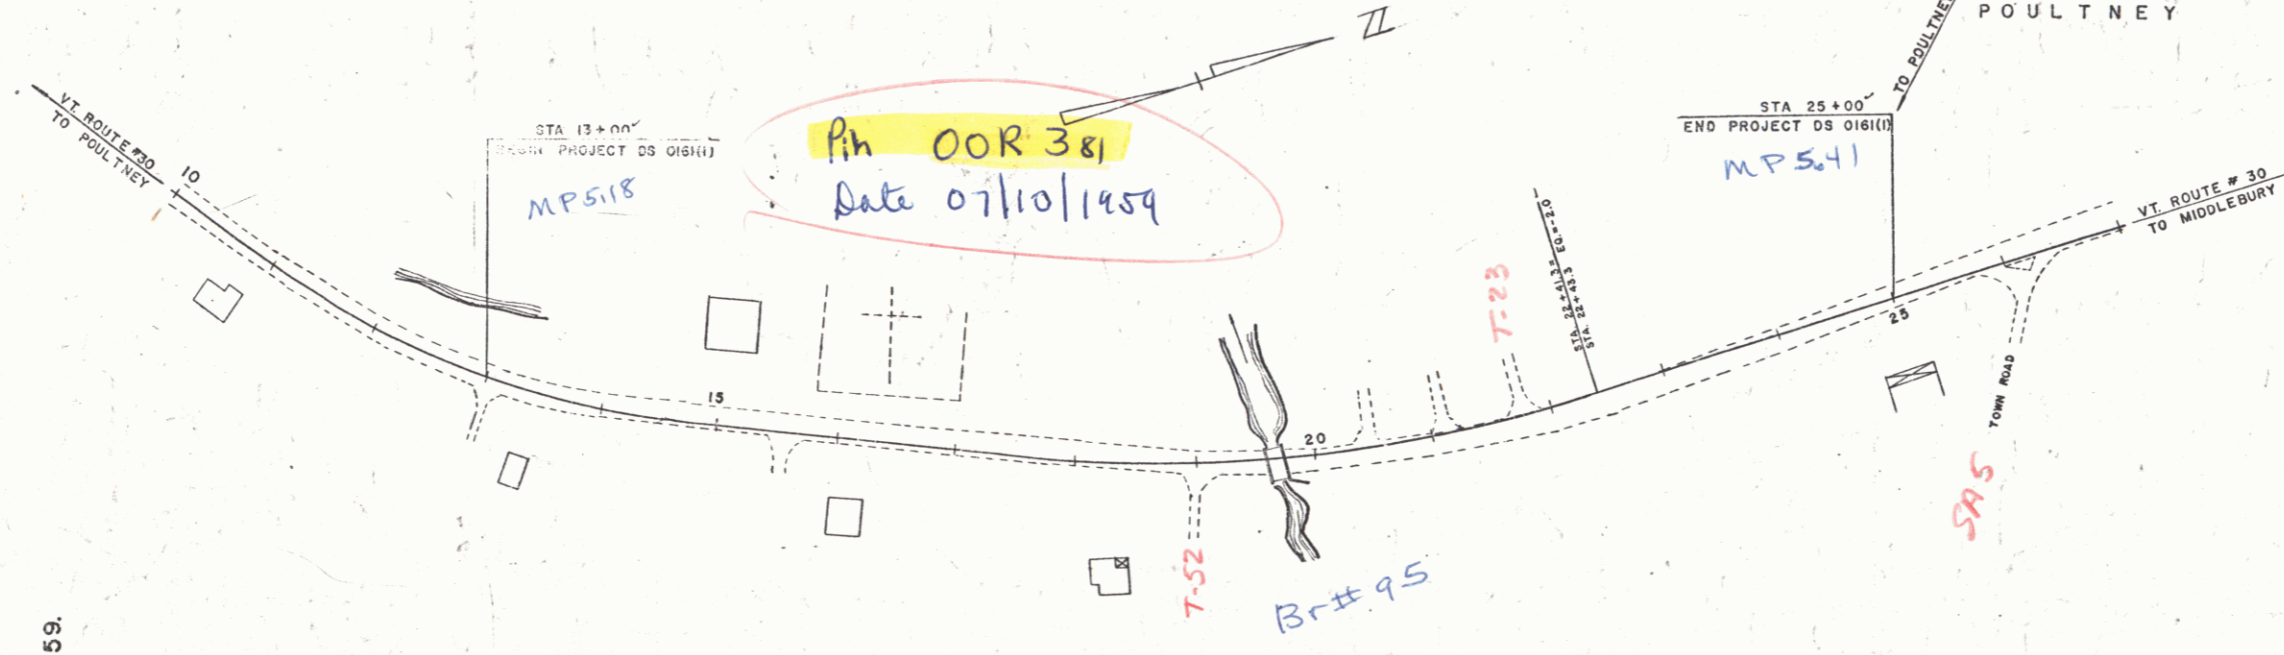 POULTNEY
TO POULTNEY
Z
VT. ROUTE #30
TO POULTNEY
10
STA 13+00
BEGIN PROJECT DS 0161(1)
MP5.18
Pin 00R 381
Date 07/10/1959
STA 25+00
END PROJECT DS 0161(1)
MP 5.41
VT. ROUTE # 30
TO MIDDLEBURY
STA. 22+41.3= EQ.=-2.0
STA. 22+43.3
T-23
15
20
25
TOWN ROAD
SA 5
T-52
Br# 95
59.